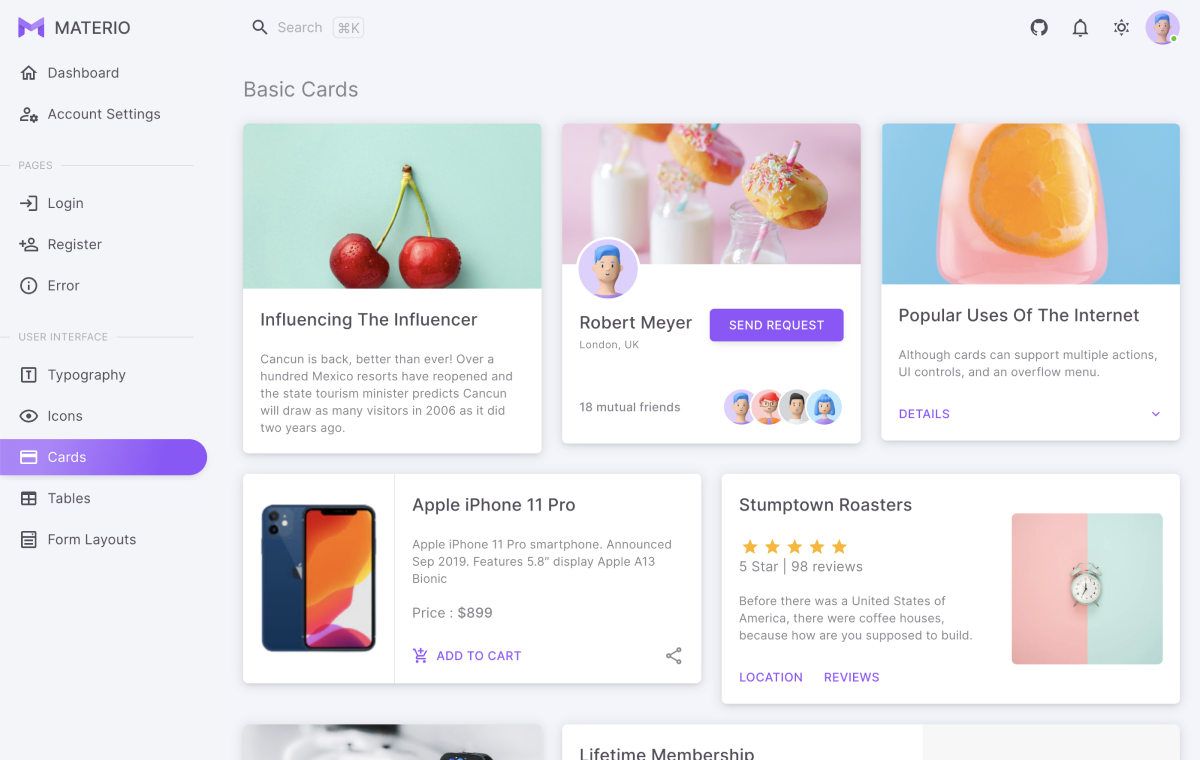 MATERIO
Search ⌘K
Dashboard
Account Settings
PAGES
Login
Register
Error
USER INTERFACE
Typography
Icons
Cards
Tables
Form Layouts
Basic Cards
Influencing The Influencer
Cancun is back, better than ever! Over a
hundred Mexico resorts have reopened and
the state tourism minister predicts Cancun
will draw as many visitors in 2006 as it did
two years ago.
Robert Meyer
London, UK
SEND REQUEST
18 mutual friends
Popular Uses Of The Internet
Although cards can support multiple actions,
UI controls, and an overflow menu.
DETAILS
Apple iPhone 11 Pro
Apple iPhone 11 Pro smartphone. Announced
Sep 2019. Features 5.8″ display Apple A13
Bionic
Price : $899
ADD TO CART
Stumptown Roasters
5 Star | 98 reviews
Before there was a United States of
America, there were coffee houses,
because how are you supposed to build.
LOCATION REVIEWS
Lifetime Membership